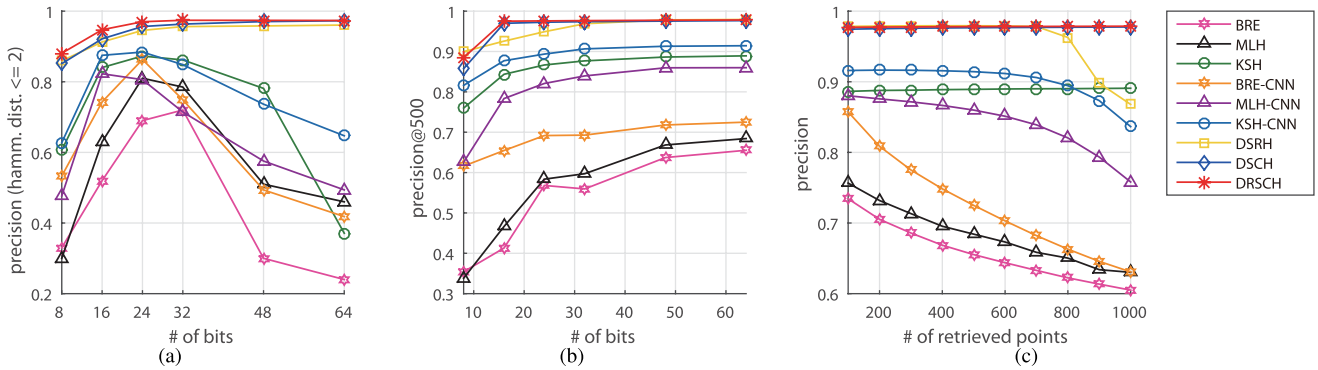 precision (hamm. dist. <= 2)
1
0.8
0.6
0.4
0.2
8 16 24 32 48 64
# of bits
(a)
precision@500
1
0.9
0.8
0.7
0.6
0.5
0.4
0.3
10 20 30 40 50 60
# of bits
(b)
precision
1
0.9
0.8
0.7
0.6
200 400 600 800 1000
# of retrieved points
(c)
BRE
MLH
KSH
BRE-CNN
MLH-CNN
KSH-CNN
DSRH
DSCH
DRSCH